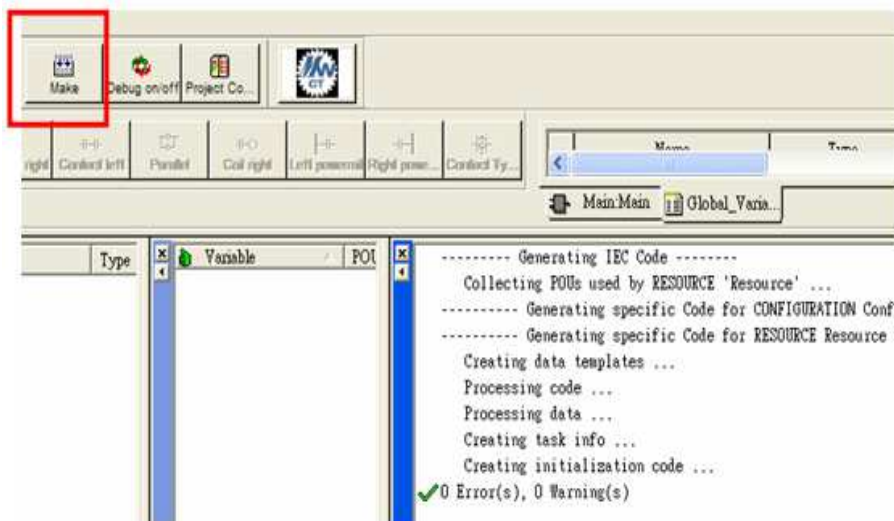 Make
Debug on/off
Project Co...
GT
right
Contact left
Parallel
Coil right
Left powerrail
Right powe...
Contact Ty...
Name
Type
Main:Main
Global_Varia...
Type
Variable
POU
--------- Generating IEC Code --------
Collecting POUs used by RESOURCE 'Resource' ...
---------- Generating specific Code for CONFIGURATION Conf
---------- Generating specific Code for RESOURCE Resource
Creating data templates ...
Processing code ...
Processing data ...
Creating task info ...
Creating initialization code ...
0 Error(s), 0 Warning(s)